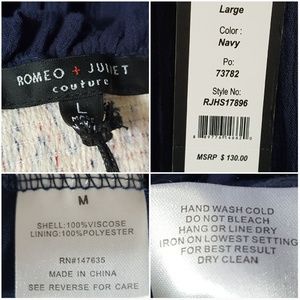 ROMEO + JULIET
couture
L
Large
Color :
Navy
Po:
73782
Style No:
RJHS17896
MSRP $ 130.00
M
SHELL:100%VISCOSE
LINING:100%POLYESTER
RN#147635
MADE IN CHINA
SEE REVERSE FOR CARE
HAND WASH COLD
DO NOT BLEACH
HANG OR LINE DRY
IRON ON LOWEST SETTING
FOR BEST RESULT
DRY CLEAN